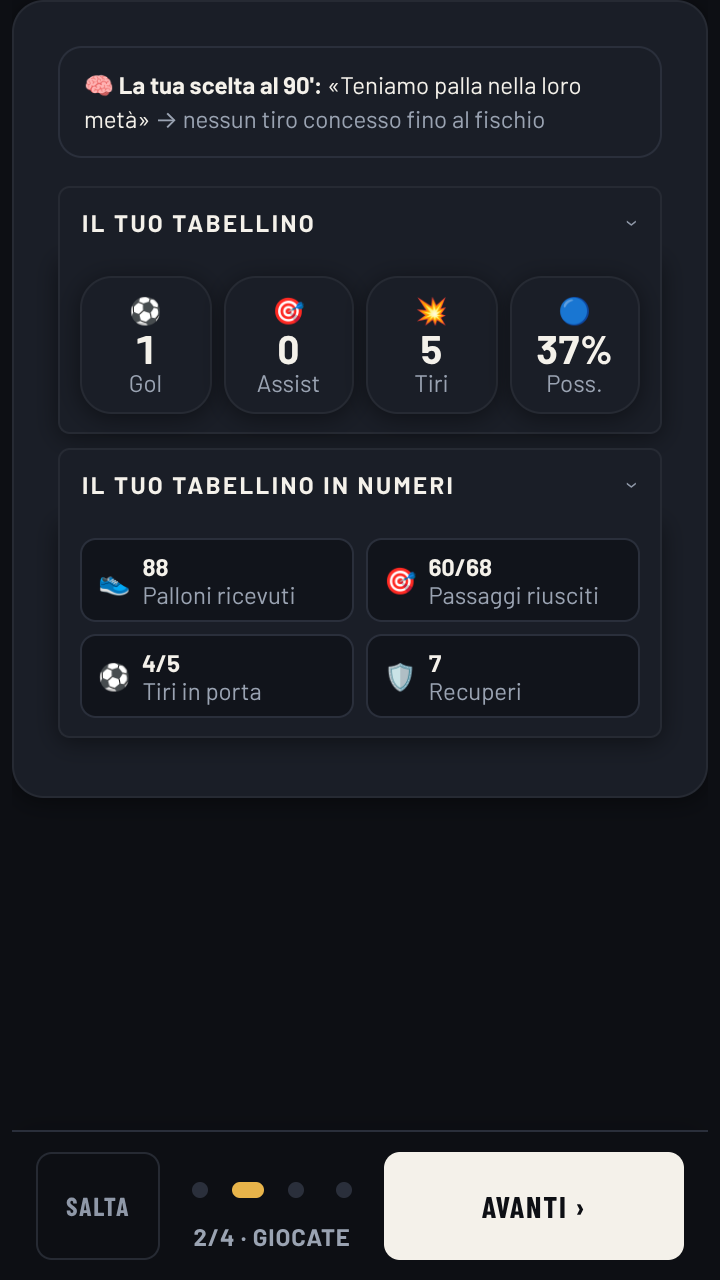 🧠 La tua scelta al 90': «Teniamo palla nella loro
metà» → nessun tiro concesso fino al fischio
IL TUO TABELLINO
1
Gol
0
Assist
5
Tiri
37%
Poss.
IL TUO TABELLINO IN NUMERI
88
Palloni ricevuti
60/68
Passaggi riusciti
4/5
Tiri in porta
7
Recuperi
SALTA
2/4 · GIOCATE
AVANTI ›